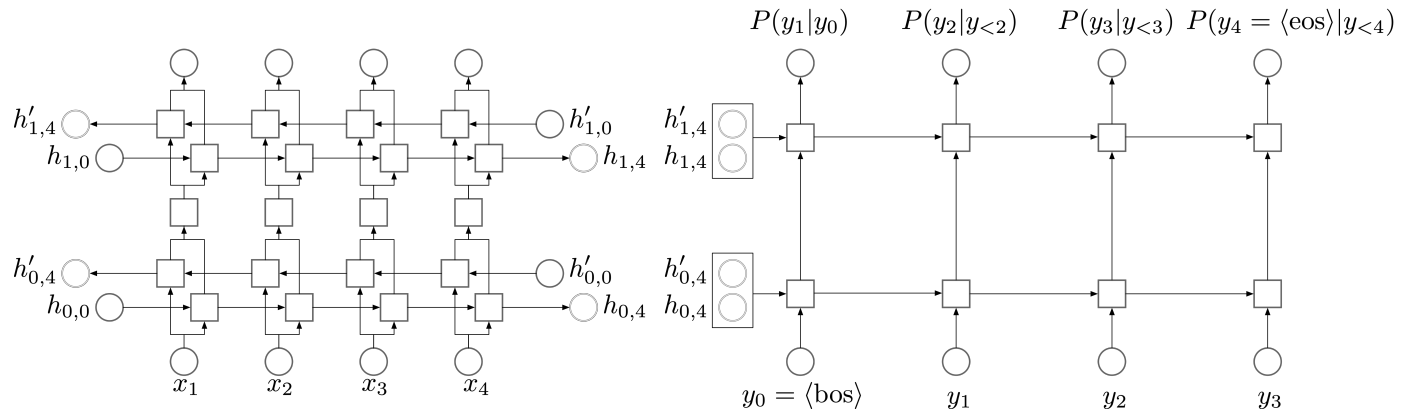 P(y₁|y₀) P(y₂|y<₂) P(y₃|y<₃) P(y₄ = ⟨eos⟩|y<₄)
h′₁,₄ h′₁,₀ h′₁,₄
h₁,₀ h₁,₄ h₁,₄
h′₀,₄ h′₀,₀ h′₀,₄
h₀,₀ h₀,₄ h₀,₄
x₁ x₂ x₃ x₄ y₀ = ⟨bos⟩ y₁ y₂ y₃